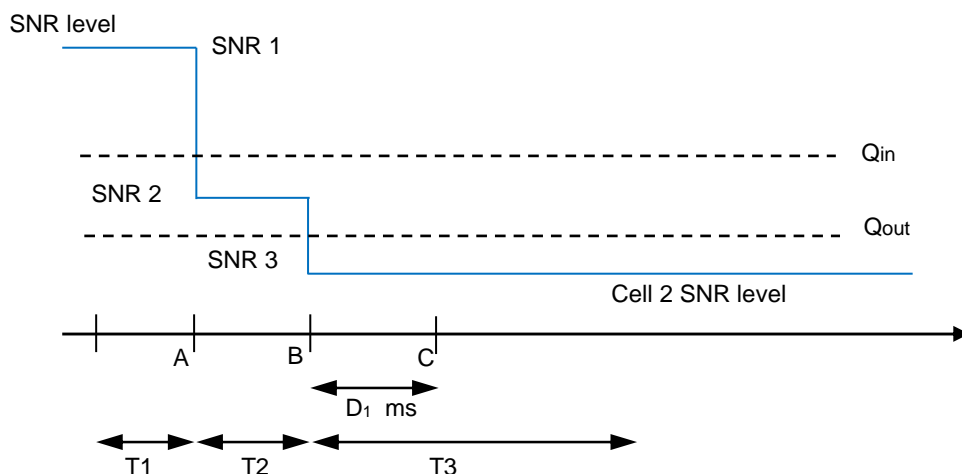 SNR level
SNR 1
Qin
SNR 2
Qout
SNR 3
Cell 2 SNR level
A
B
C
D₁ ms
T1
T2
T3